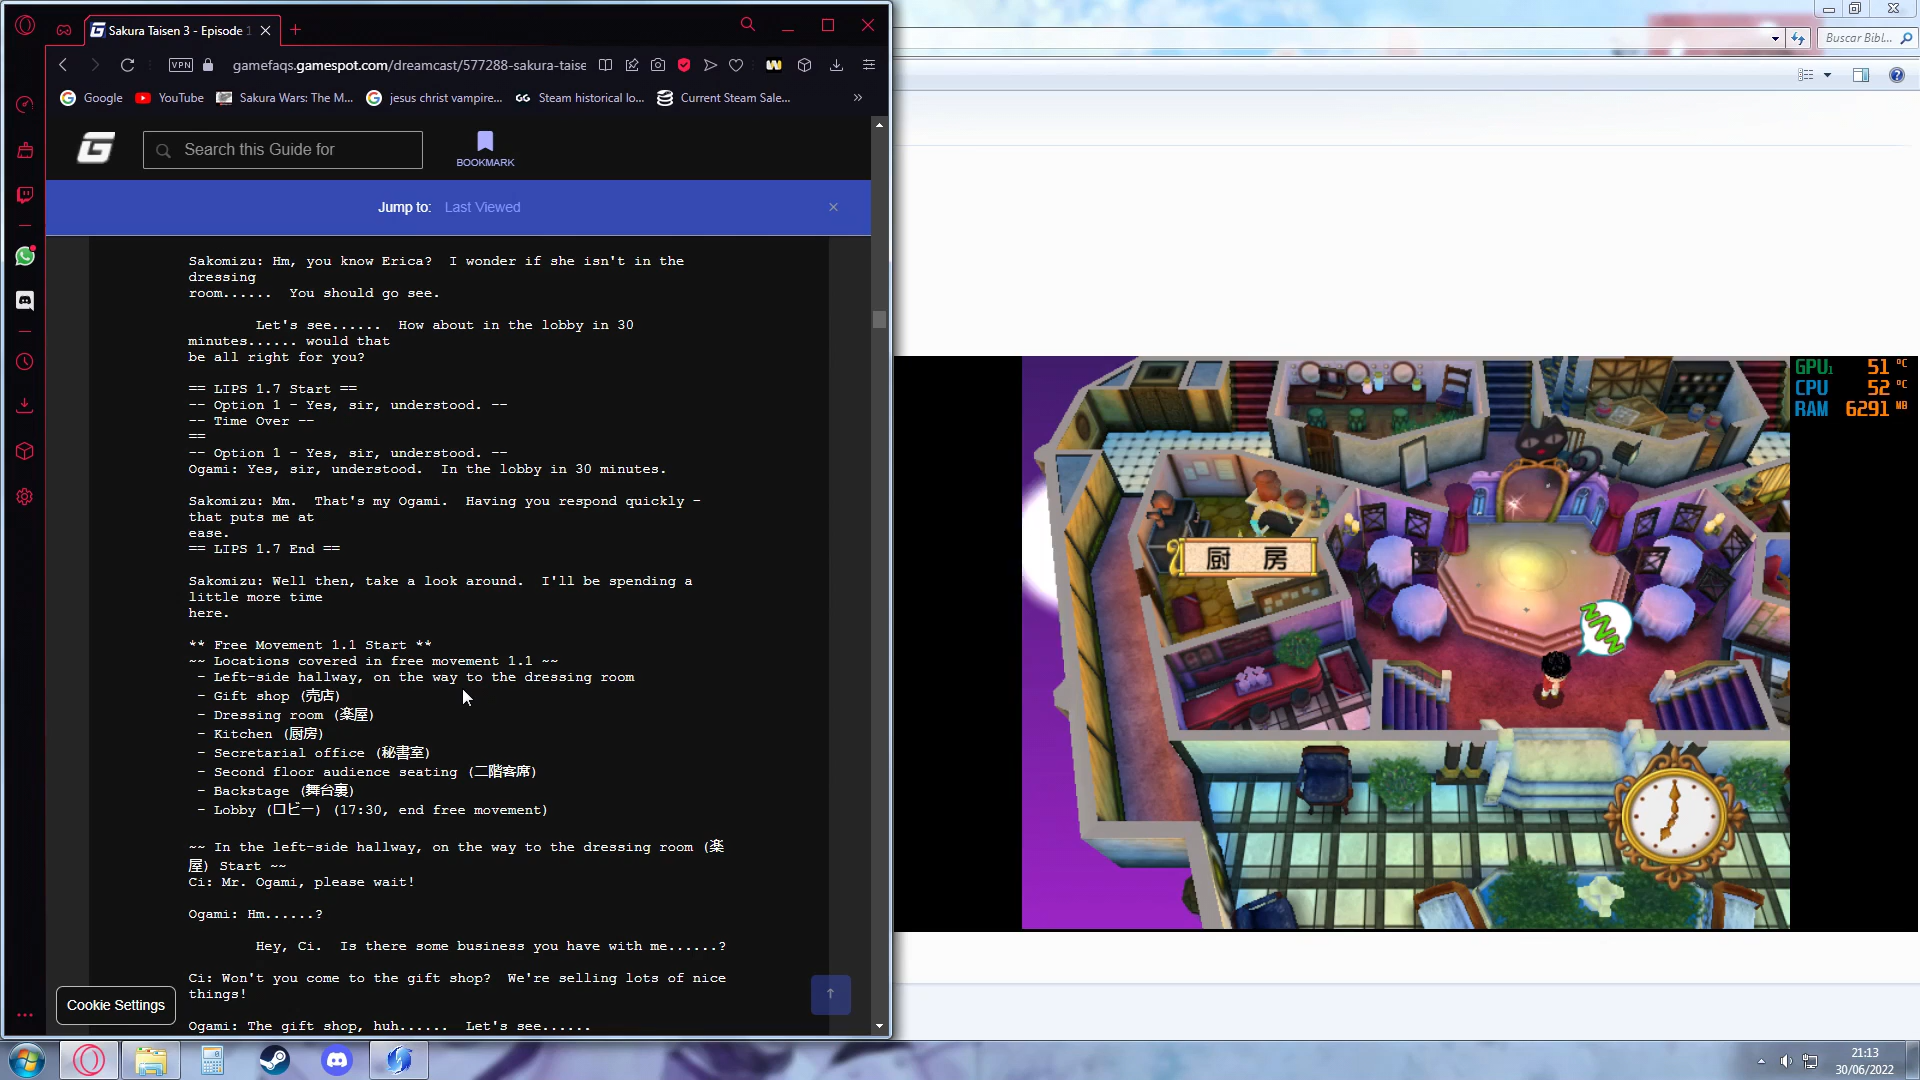 Sakura Taisen 3 - Episode 1
VPN
gamefaqs.gamespot.com/dreamcast/577288-sakura-taise
Buscar Bibl...
Google
YouTube
Sakura Wars: The M...
jesus christ vampire...
GG
Steam historical lo...
Current Steam Sale...
»
Search this Guide for
BOOKMARK
Jump to: Last Viewed
Sakomizu: Hm, you know Erica?  I wonder if she isn't in the
dressing
room......  You should go see.
Let's see......  How about in the lobby in 30
minutes...... would that
be all right for you?
== LIPS 1.7 Start ==
-- Option 1 - Yes, sir, understood. --
-- Time Over --
==
-- Option 1 - Yes, sir, understood. --
Ogami: Yes, sir, understood.  In the lobby in 30 minutes.
Sakomizu: Mm.  That's my Ogami.  Having you respond quickly -
that puts me at
ease.
== LIPS 1.7 End ==
Sakomizu: Well then, take a look around.  I'll be spending a
little more time
here.
** Free Movement 1.1 Start **
~~ Locations covered in free movement 1.1 ~~
- Left-side hallway, on the way to the dressing room
- Gift shop (売店)
- Dressing room (楽屋)
- Kitchen (厨房)
- Secretarial office (秘書室)
- Second floor audience seating (二階客席)
- Backstage (舞台裏)
- Lobby (ロビー) (17:30, end free movement)
~~ In the left-side hallway, on the way to the dressing room (楽
屋) Start ~~
Ci: Mr. Ogami, please wait!
Ogami: Hm......?
Hey, Ci.  Is there some business you have with me......?
Ci: Won't you come to the gift shop?  We're selling lots of nice
things!
Ogami: The gift shop, huh......  Let's see......
Cookie Settings
GPU1 51 °C
CPU 52 °C
RAM 6291 MB
厨 房
21:13
30/06/2022